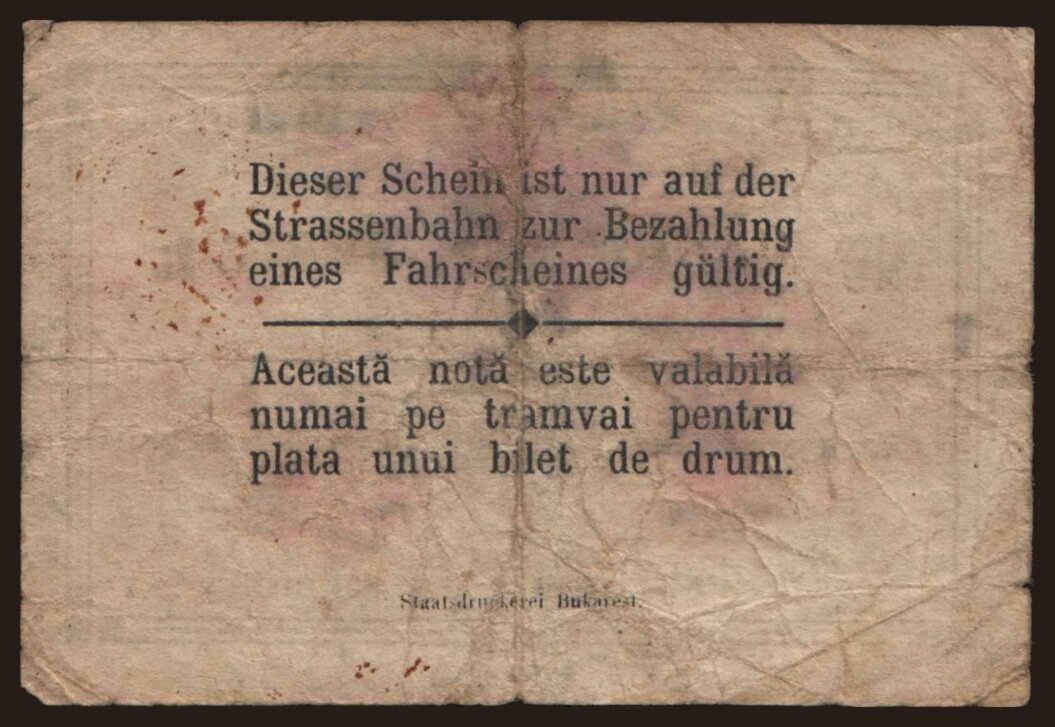 Dieser Schein ist nur auf der
Strassenbahn zur Bezahlung
eines Fahrscheines gültig.
Această notă este valabilă
numai pe tramvai pentru
plata unui bilet de drum.
Staatsdruckerei Bukarest.